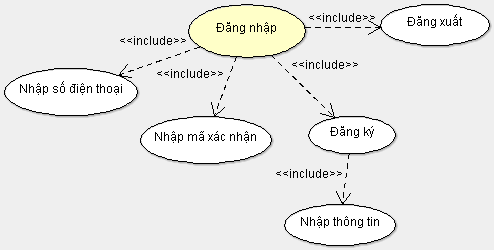 Đăng nhập
<<include>>
Đăng xuất
<<include>>
<<include>>
<<include>>
Nhập số điện thoại
Nhập mã xác nhận
Đăng ký
<<include>>
Nhập thông tin